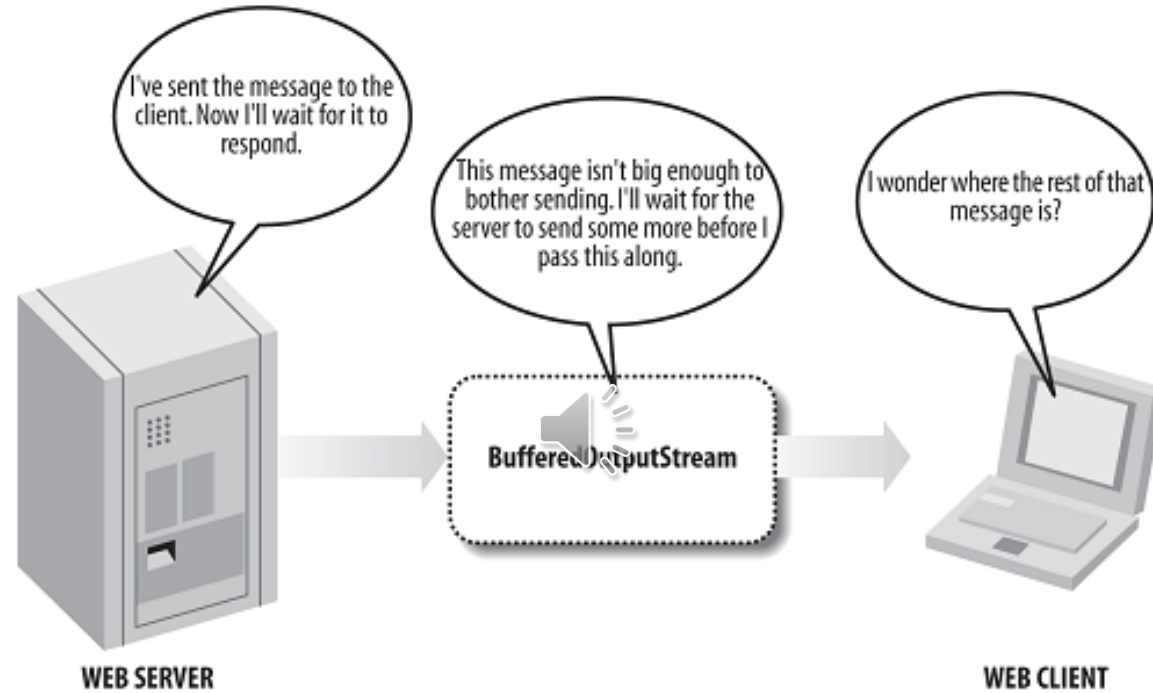 I've sent the message to the
client. Now I'll wait for it to
respond.
This message isn't big enough to
bother sending. I'll wait for the
server to send some more before I
pass this along.
I wonder where the rest of that
message is?
BufferedOutputStream
WEB SERVER
WEB CLIENT